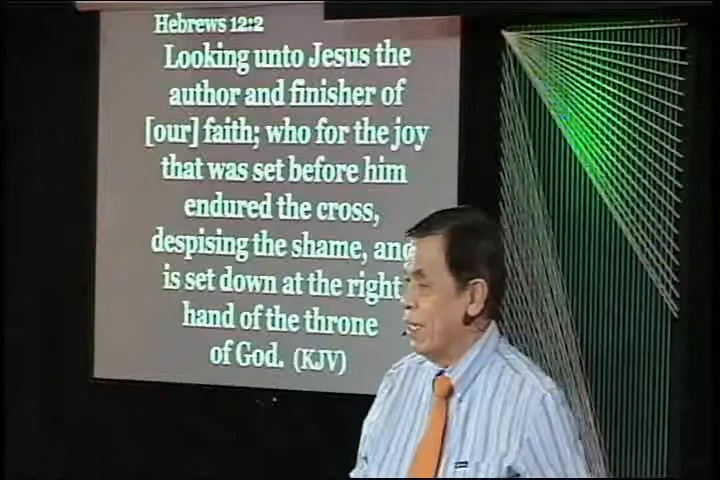 Hebrews 12:2
Looking unto Jesus the
author and finisher of
[our] faith; who for the joy
that was set before him
endured the cross,
despising the shame, and
is set down at the right
hand of the throne
of God. (KJV)